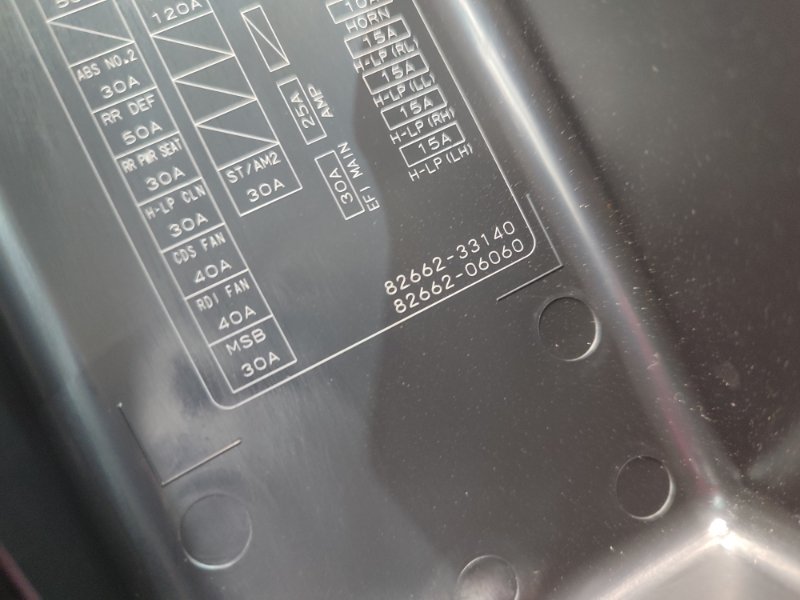 120A
ABS NO.2
30A
RR DEF
50A
RR PWR SEAT
30A
H-LP CLN
30A
CDS FAN
40A
RDI FAN
40A
MSB
30A
ST/AM2
30A
25A
AMP
30A
EFI MAIN
10A
HORN
15A
H-LP(RL)
15A
H-LP(LL)
15A
H-LP(RH)
15A
H-LP(LH)
82662-33140
82662-06060